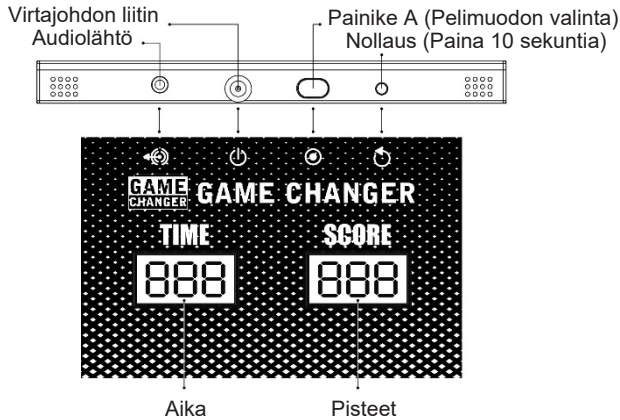 Virtajohdon liitin
Audiolähtö
Painike A (Pelimuodon valinta)
Nollaus (Paina 10 sekuntia)
GAME CHANGER GAME CHANGER
TIME SCORE
888 888
Aika Pisteet